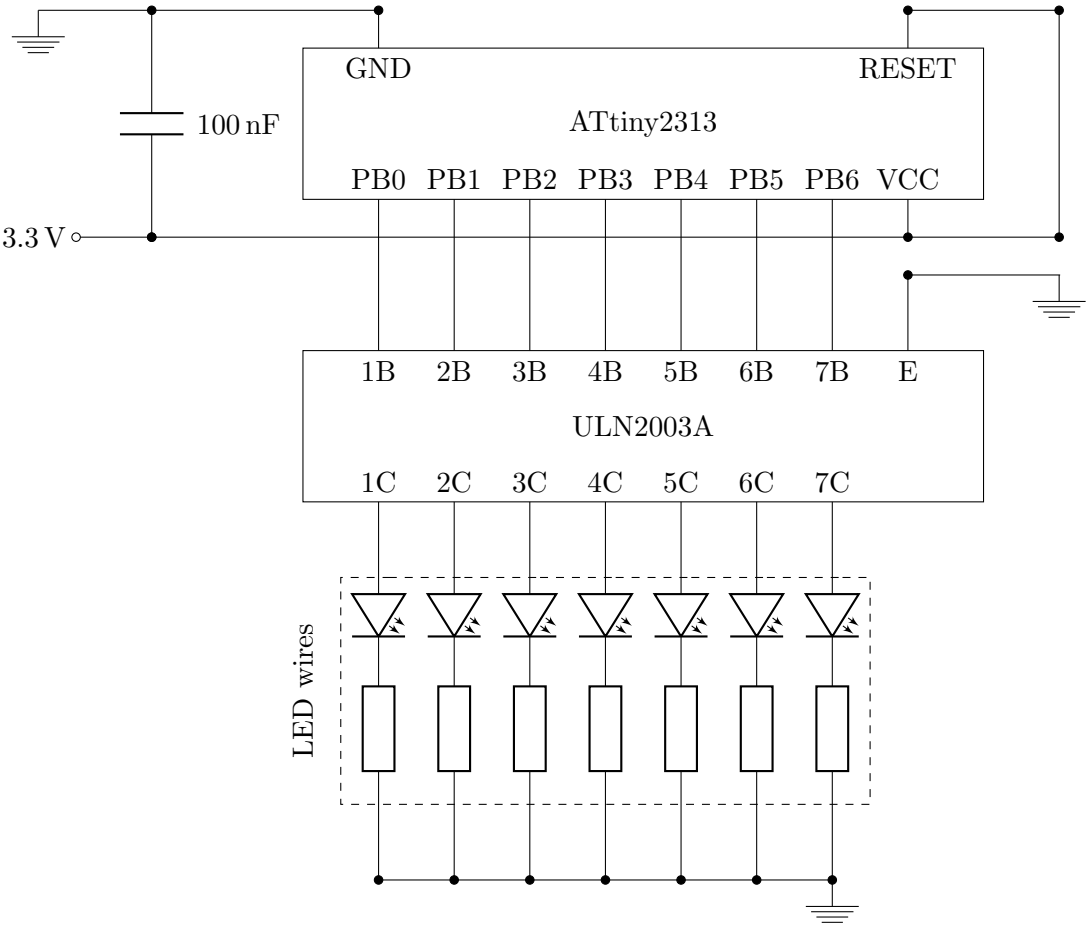 GND RESET
100 nF
ATtiny2313
PB0 PB1 PB2 PB3 PB4 PB5 PB6 VCC
3.3 V
1B 2B 3B 4B 5B 6B 7B E
ULN2003A
1C 2C 3C 4C 5C 6C 7C
LED wires